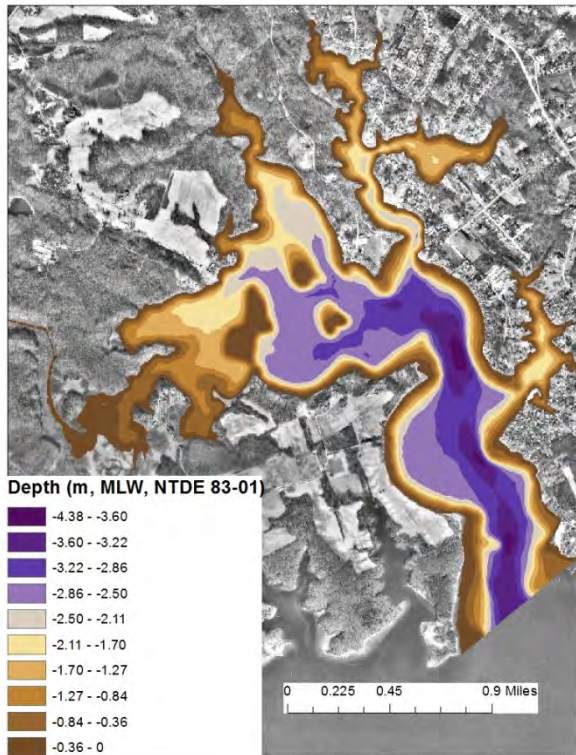 Depth (m, MLW, NTDE 83-01)
-4.38 - -3.60
-3.60 - -3.22
-3.22 - -2.86
-2.86 - -2.50
-2.50 - -2.11
-2.11 - -1.70
-1.70 - -1.27
-1.27 - -0.84
-0.84 - -0.36
-0.36 - 0
0 0.225 0.45 0.9 Miles